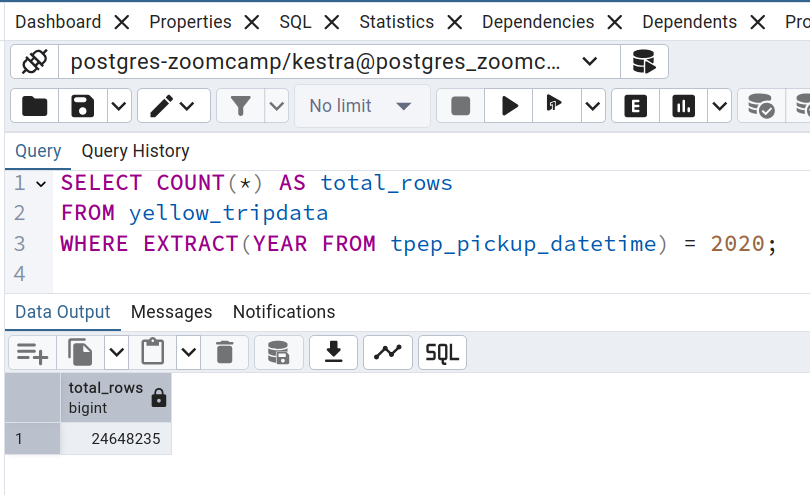 Dashboard X Properties X SQL X Statistics X Dependencies X Dependents X Pro
postgres-zoomcamp/kestra@postgres_zoomc...
No limit E
Query Query History
1 SELECT COUNT(*) AS total_rows
2 FROM yellow_tripdata
3 WHERE EXTRACT(YEAR FROM tpep_pickup_datetime) = 2020;
4
Data Output Messages Notifications
SQL
total_rows
bigint
1 24648235